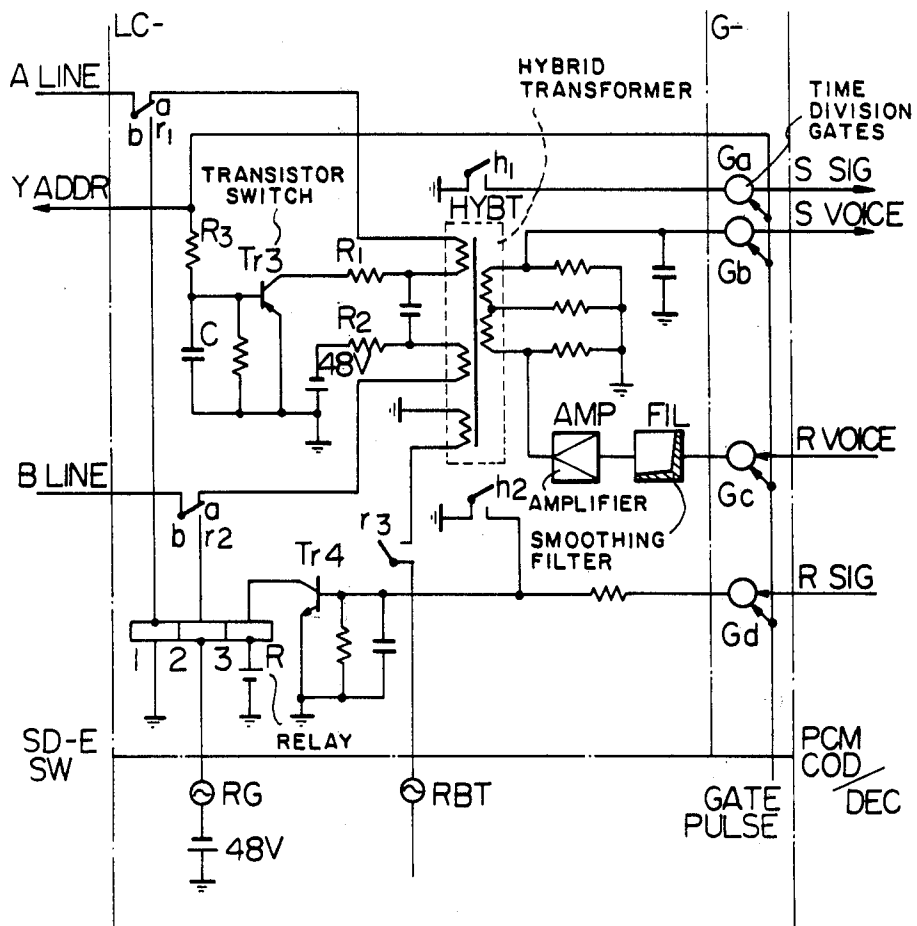 LC-
G-
A LINE
a
b
r1
HYBRID
TRANSFORMER
TIME
DIVISION
GATES
Y ADDR
TRANSISTOR
SWITCH
h1
HYBT
Ga
S SIG
S VOICE
Gb
R3
Tr3
R1
R2
48V
C
AMP
FIL
R VOICE
AMPLIFIER
Gc
SMOOTHING
FILTER
B LINE
a
b
r2
h2
r3
Tr4
R SIG
Gd
1
2
3
R
RELAY
SD-E
SW
PCM
COD
/DEC
RG
RBT
GATE
PULSE
48V